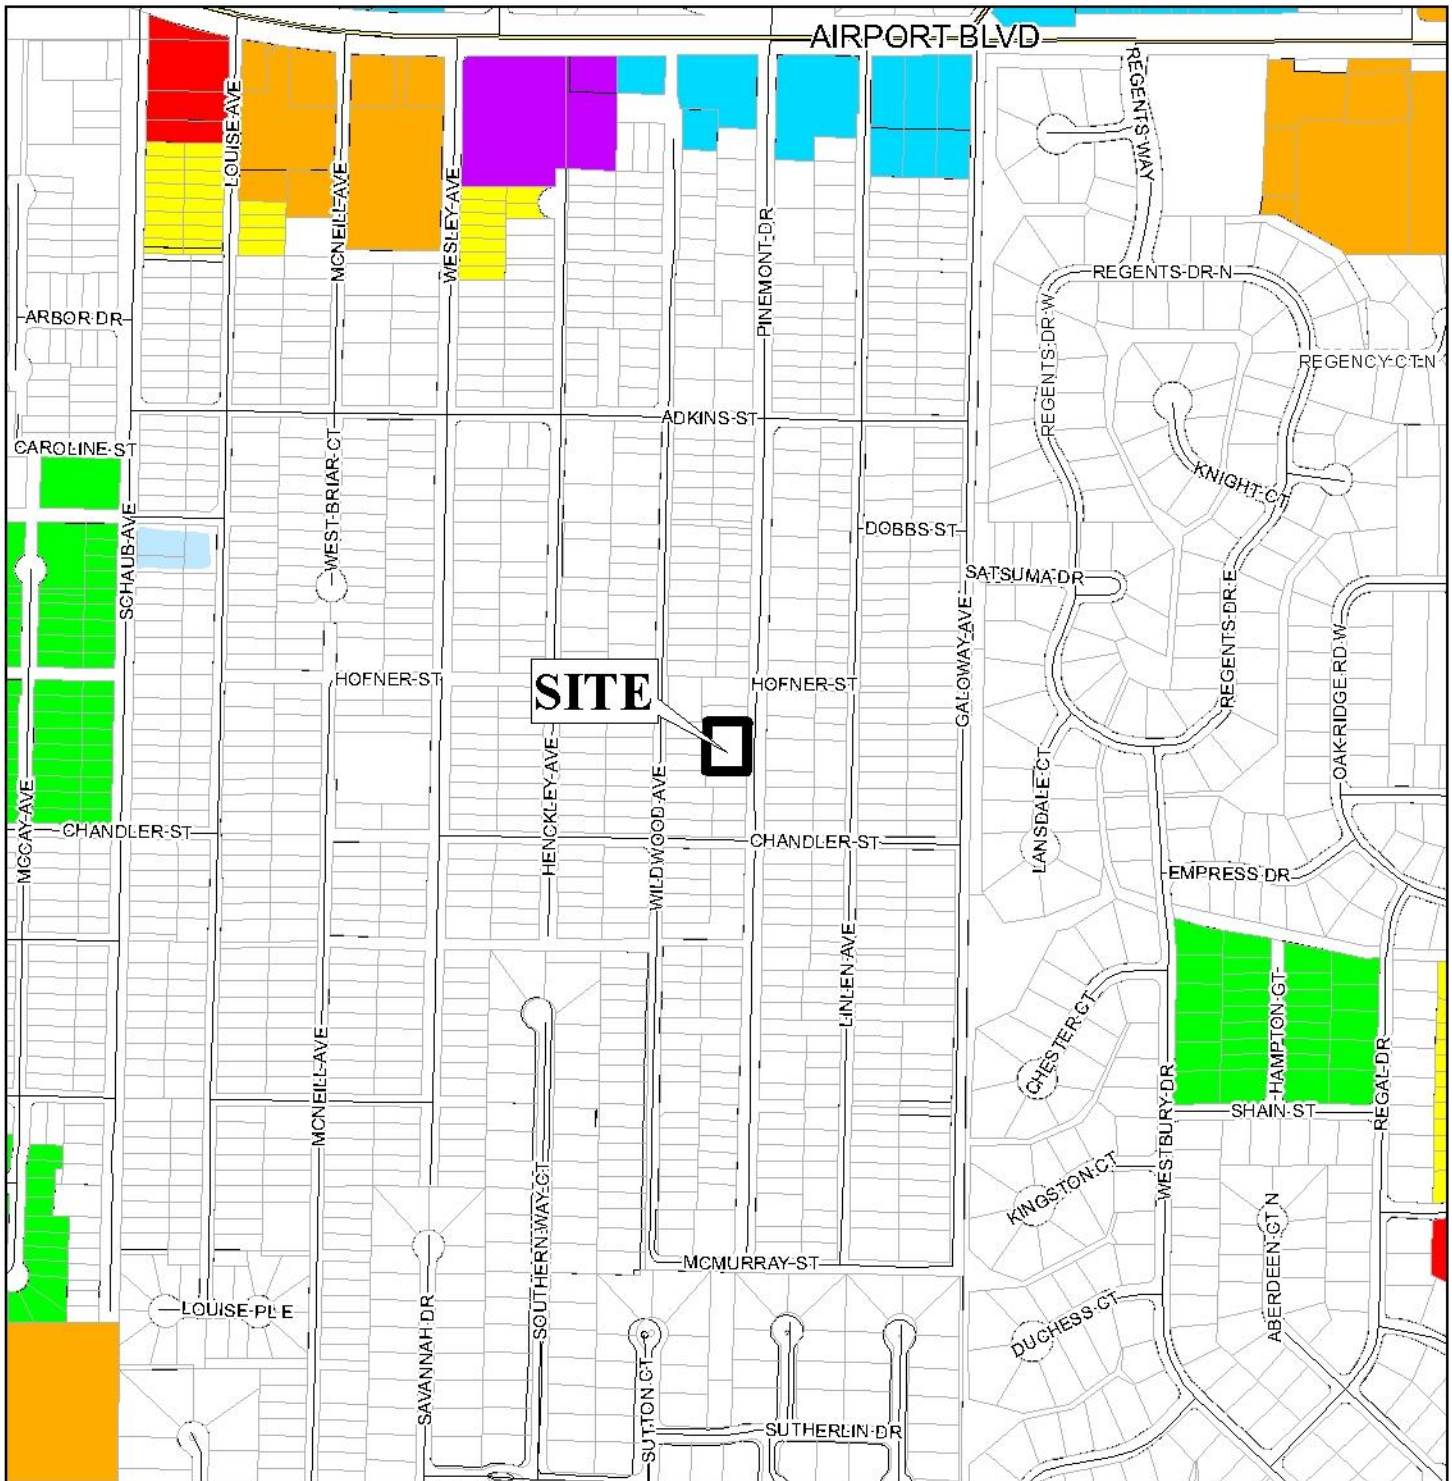 AIRPORT BLVD
REGENTS WAY
LOUISE AVE
MCNEILL AVE
WESLEY AVE
PINEMONT DR
REGENTS DR N
ARBOR DR
REGENTS DR W
REGENCY CT N
ADKINS ST
CAROLINE ST
WEST BRIAR CT
KNIGHT CT
SCHAUB AVE
DOBBS ST
SATSUMA DR
REGENTS DR E
GALOWAY AVE
OAK RIDGE RD W
HOFNER ST
SITE
HOFNER ST
LANSDALE CT
MCCAY AVE
CHANDLER ST
HENCKLEY AVE
WILDWOOD AVE
CHANDLER ST
EMPRESS DR
LINLEN AVE
CHESTER CT
HAMPTON CT
MCNEILL AVE
WESTBURY DR
SHAIN ST
REGAL DR
KINGSTON CT
SOUTHERN WAY CT
ABERDEEN CT N
MCMURRAY ST
LOUISE PL E
SAVANNAH DR
DUCHESS CT
SUTTON CT
SUTHERLIN DR